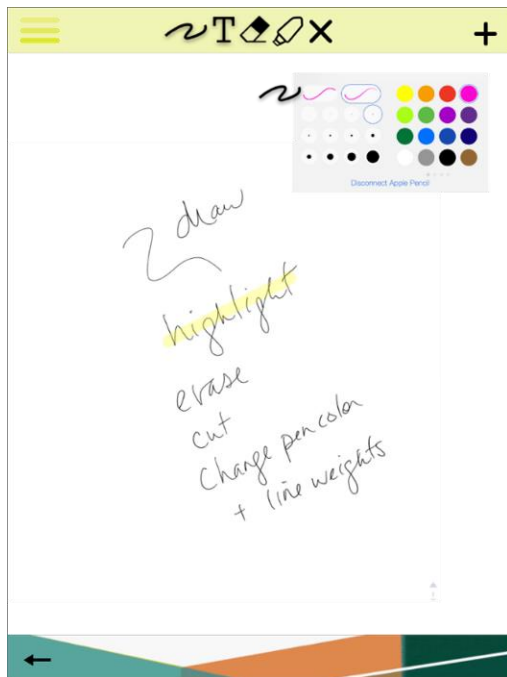 T
Disconnect Apple Pencil
draw
highlight
erase
cut
change pen color
+ line weights